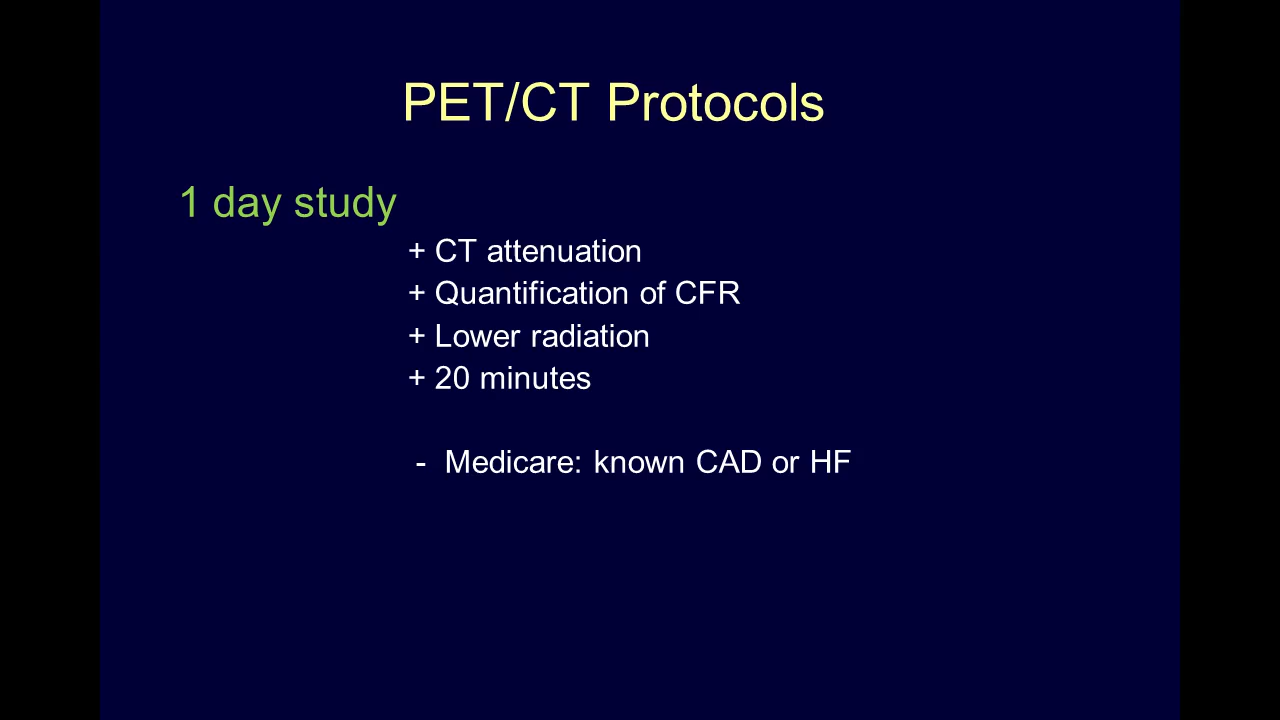 PET/CT Protocols
1 day study
+ CT attenuation
+ Quantification of CFR
+ Lower radiation
+ 20 minutes
- Medicare: known CAD or HF